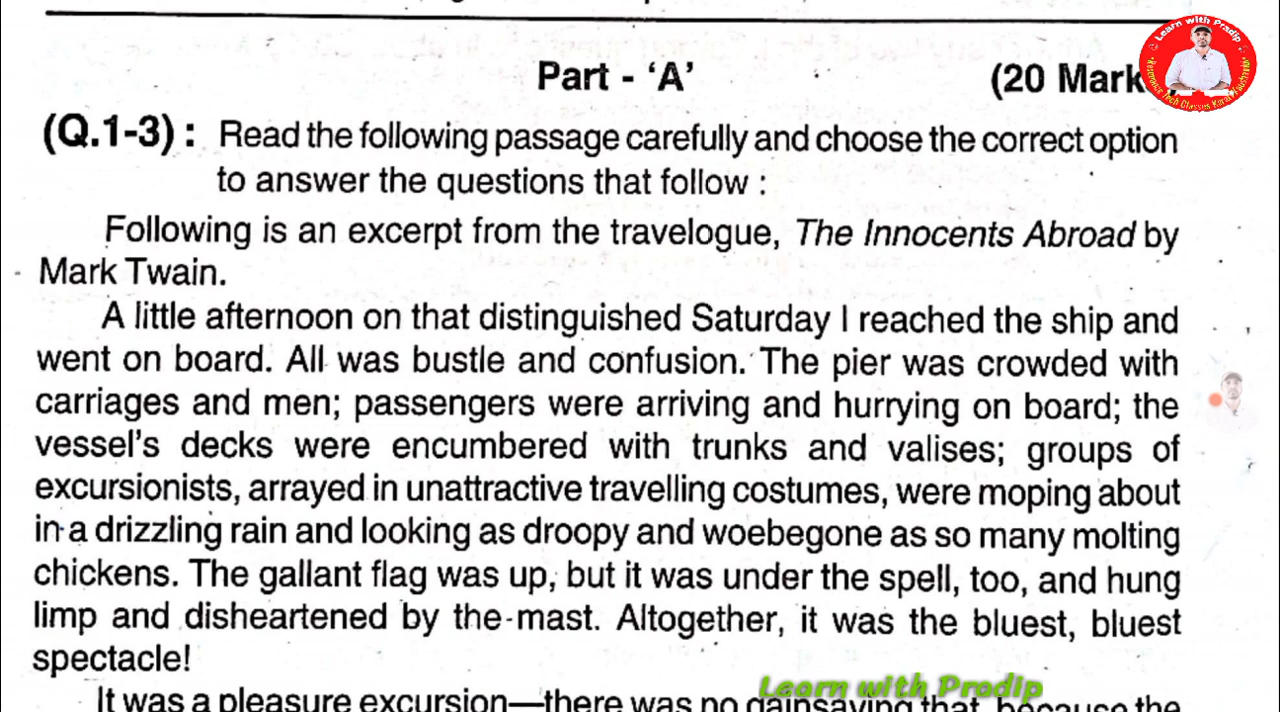 Part - 'A'
(20 Mark
(Q.1-3) : Read the following passage carefully and choose the correct option
to answer the questions that follow :
Following is an excerpt from the travelogue, The Innocents Abroad by
Mark Twain.
A little afternoon on that distinguished Saturday I reached the ship and
went on board. All was bustle and confusion. The pier was crowded with
carriages and men; passengers were arriving and hurrying on board; the
vessel's decks were encumbered with trunks and valises; groups of
excursionists, arrayed in unattractive travelling costumes, were moping about
in a drizzling rain and looking as droopy and woebegone as so many molting
chickens. The gallant flag was up, but it was under the spell, too, and hung
limp and disheartened by the mast. Altogether, it was the bluest, bluest
spectacle!
It was a pleasure excursion—there was no gainsaying that, because the
Learn with Pradip
Learn with Pradip
Tech Classes